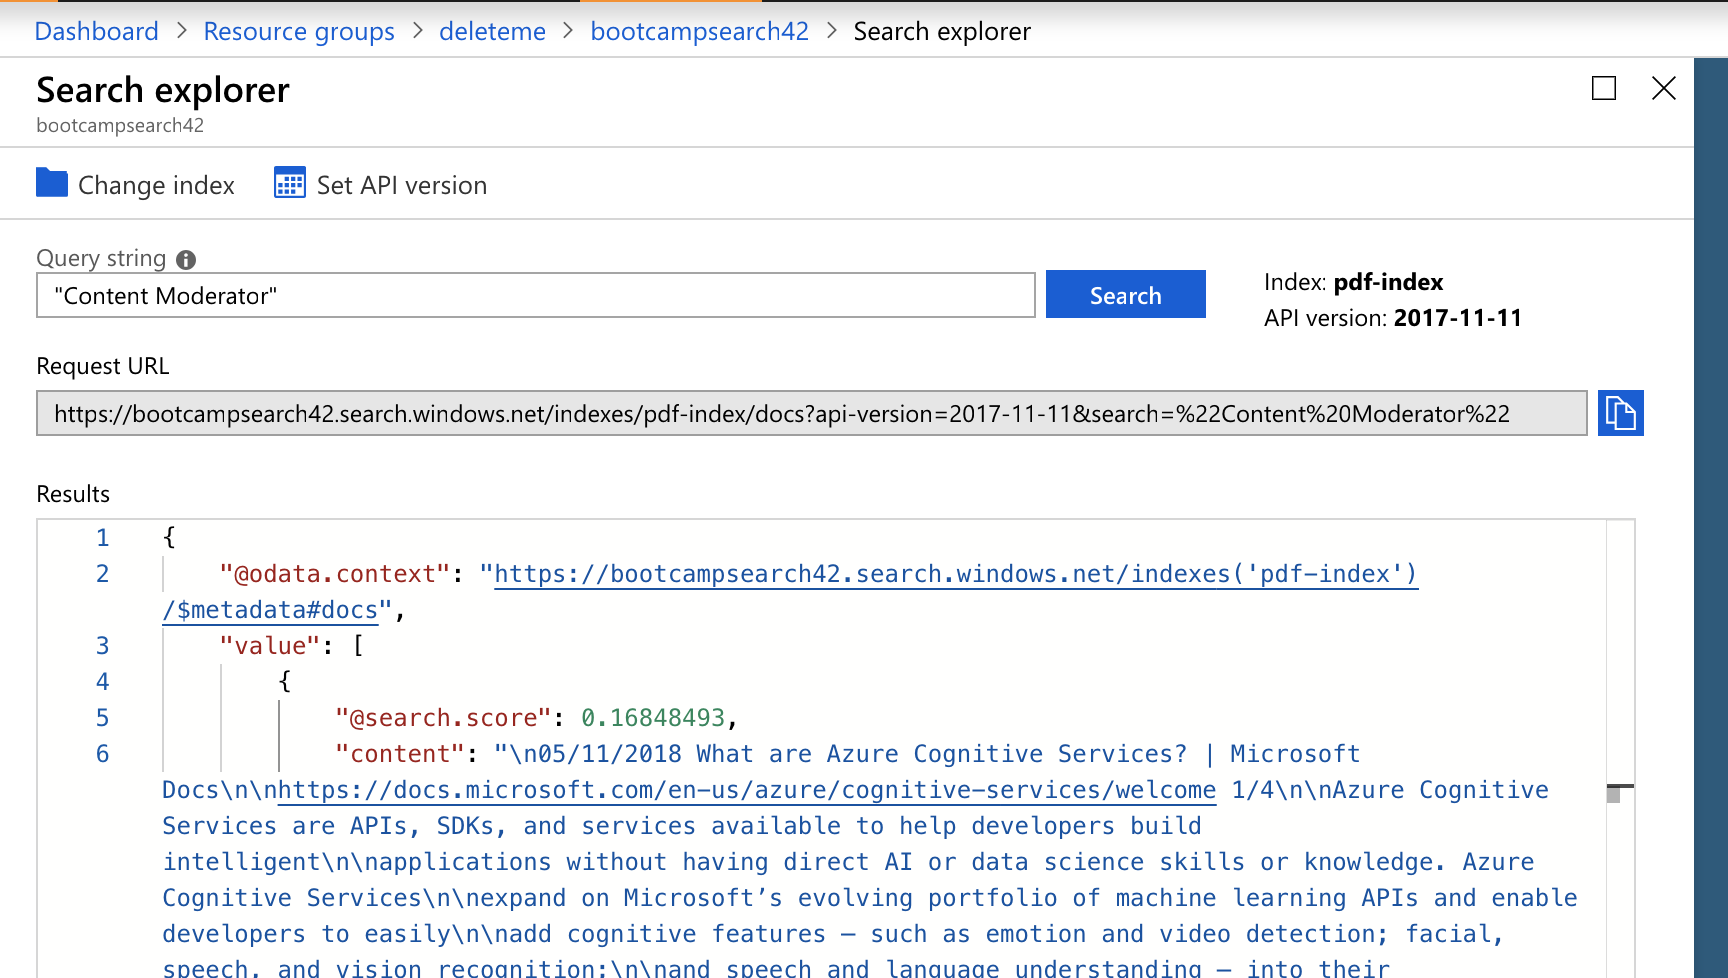 Dashboard > Resource groups > deleteme > bootcampsearch42 > Search explorer
Search explorer
bootcampsearch42
Change index Set API version
Query string
"Content Moderator"
Search
Index: pdf-index
API version: 2017-11-11
Request URL
https://bootcampsearch42.search.windows.net/indexes/pdf-index/docs?api-version=2017-11-11&search=%22Content%20Moderator%22
Results
1 {
2 "@odata.context": "https://bootcampsearch42.search.windows.net/indexes('pdf-index')
/$metadata#docs",
3 "value": [
4 {
5 "@search.score": 0.16848493,
6 "content": "\n05/11/2018 What are Azure Cognitive Services? | Microsoft
Docs\n\nhttps://docs.microsoft.com/en-us/azure/cognitive-services/welcome 1/4\n\nAzure Cognitive
Services are APIs, SDKs, and services available to help developers build
intelligent\n\napplications without having direct AI or data science skills or knowledge. Azure
Cognitive Services\n\nexpand on Microsoft’s evolving portfolio of machine learning APIs and enable
developers to easily\n\nadd cognitive features – such as emotion and video detection; facial,
speech, and vision recognition;\n\nand speech and language understanding – into their